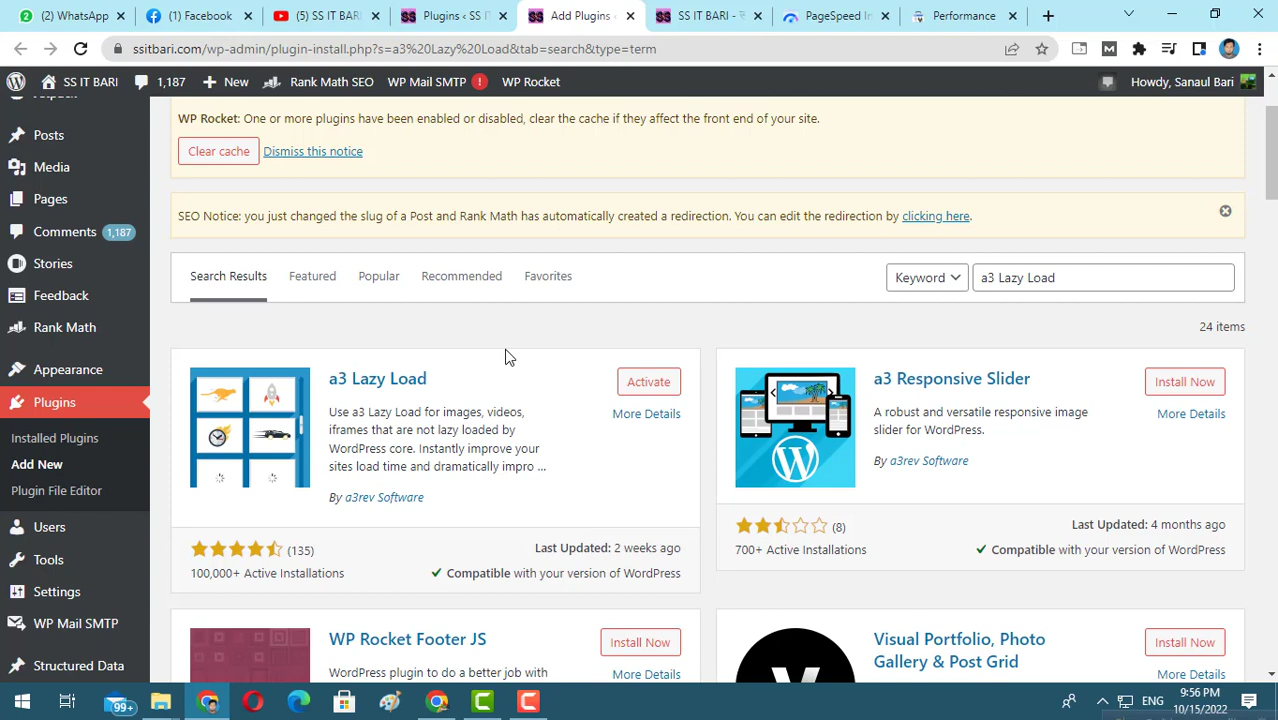 2 WhatsApp
(1) Facebook
(5) SS IT BARI
Plugins ‹ SS IT
Add Plugins ‹
SS IT BARI -
PageSpeed In
Performance
ssitbari.com/wp-admin/plugin-install.php?s=a3%20Lazy%20Load&tab=search&type=term
SS IT BARI 1,187 New Rank Math SEO WP Mail SMTP ! WP Rocket Howdy, Sanaul Bari
Posts
Media
Pages
Comments 1,187
Stories
Feedback
Rank Math
Appearance
Plugins
Installed Plugins
Add New
Plugin File Editor
Users
Tools
Settings
WP Mail SMTP
Structured Data
WP Rocket: One or more plugins have been enabled or disabled, clear the cache if they affect the front end of your site.
Clear cache Dismiss this notice
SEO Notice: you just changed the slug of a Post and Rank Math has automatically created a redirection. You can edit the redirection by clicking here.
Search Results Featured Popular Recommended Favorites Keyword a3 Lazy Load
24 items
a3 Lazy Load
Activate
More Details
Use a3 Lazy Load for images, videos,
iframes that are not lazy loaded by
WordPress core. Instantly improve your
sites load time and dramatically impro ...
By a3rev Software
(135)
Last Updated: 2 weeks ago
100,000+ Active Installations
Compatible with your version of WordPress
a3 Responsive Slider
Install Now
More Details
A robust and versatile responsive image
slider for WordPress.
By a3rev Software
(8)
Last Updated: 4 months ago
700+ Active Installations
Compatible with your version of WordPress
WP Rocket Footer JS
Install Now
More Details
WordPress plugin to do a better job with
Visual Portfolio, Photo
Gallery & Post Grid
Install Now
More Details
99+
ENG
9:56 PM
10/15/2022